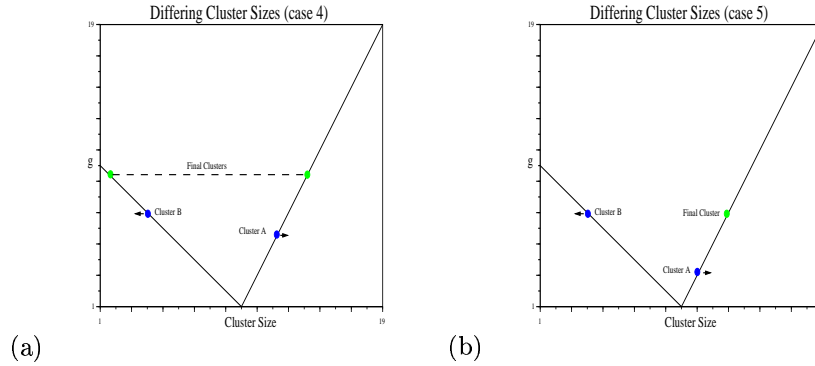 Differing Cluster Sizes (case 4)
19
g
Final Clusters
Cluster B
Cluster A
1
1
Cluster Size
19
(a)
Differing Cluster Sizes (case 5)
19
g
Cluster B
Final Cluster
Cluster A
1
1
Cluster Size
(b)